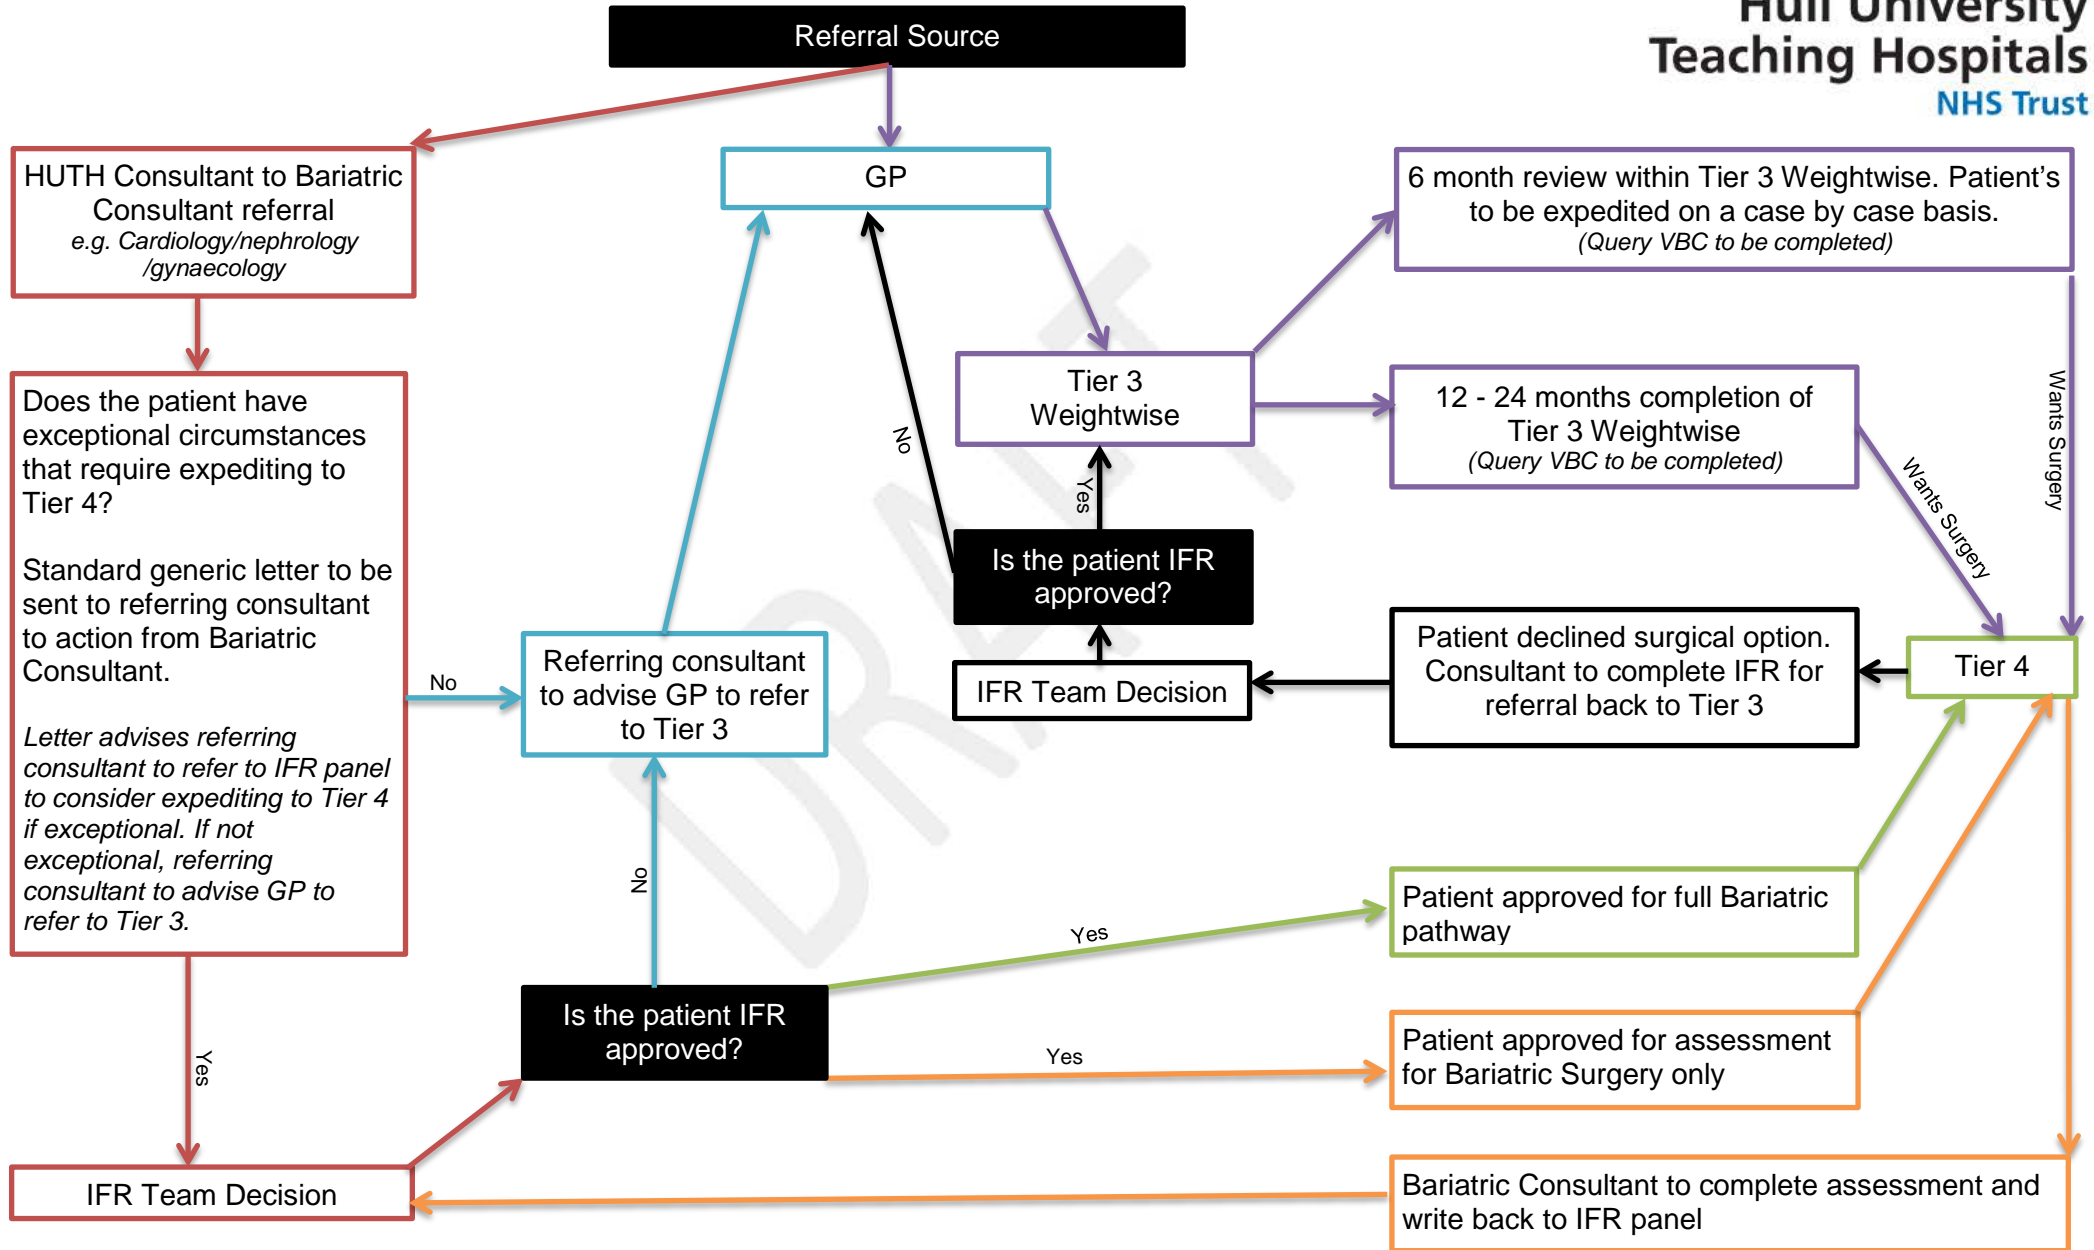 Referral Source
Hull University
Teaching Hospitals
NHS Trust
HUTH Consultant to Bariatric
Consultant referral
e.g. Cardiology/nephrology
/gynaecology
GP
6 month review within Tier 3 Weightwise. Patient's
to be expedited on a case by case basis.
(Query VBC to be completed)
Does the patient have
exceptional circumstances
that require expediting to
Tier 4?
Standard generic letter to be
sent to referring consultant
to action from Bariatric
Consultant.
Letter advises referring
consultant to refer to IFR panel
to consider expediting to Tier 4
if exceptional. If not
exceptional, referring
consultant to advise GP to
refer to Tier 3.
Tier 3
Weightwise
12 - 24 months completion of
Tier 3 Weightwise
(Query VBC to be completed)
Wants Surgery
Wants Surgery
No
Yes
Is the patient IFR
approved?
No
Referring consultant
to advise GP to refer
to Tier 3
IFR Team Decision
Patient declined surgical option.
Consultant to complete IFR for
referral back to Tier 3
Tier 4
DRAFT
No
Yes
Patient approved for full Bariatric
pathway
Is the patient IFR
approved?
Yes
Patient approved for assessment
for Bariatric Surgery only
Yes
IFR Team Decision
Bariatric Consultant to complete assessment and
write back to IFR panel